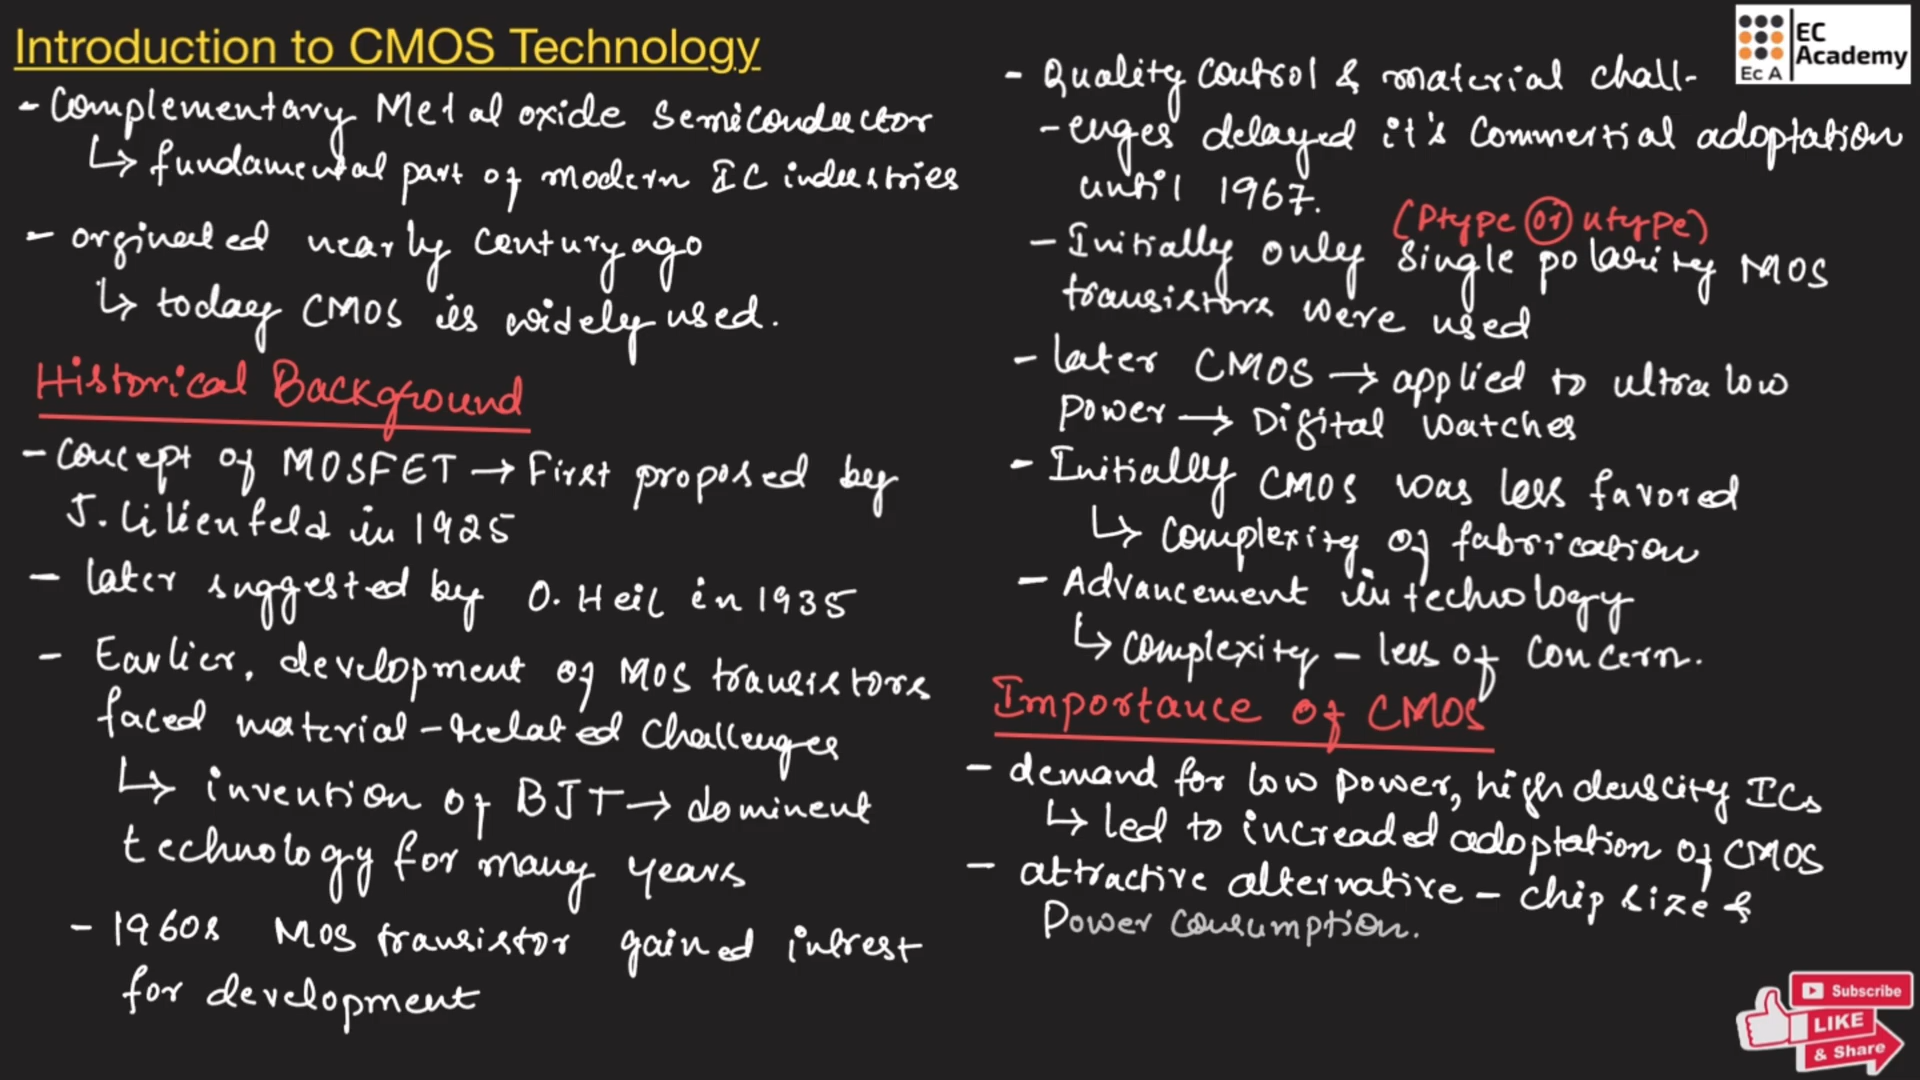 Introduction to CMOS Technology
- Complementary Metal oxide Semiconductor
↳ fundamental part of modern IC industries
- orginated nearly century ago
↳ today CMOS is widely used.
Historical Background
- Concept of MOSFET → First proposed by
J. Lilienfeld in 1925
- later suggested by O. Heil in 1935
- Earlier, development of MOS transistors
faced material-related challenges
↳ invention of BJT → dominent
technology for many years
- 1960s MOS transistor gained intrest
for development
- Quality control & material chall-
-enges delayed it's Commertial adoptation
until 1967.
(Ptype or ntype)
- Initially only single polarity MOS
transistors were used
- later CMOS → applied to ultra low
power → Digital watches
- Initially CMOS was less favored
↳ Complexity of fabrication
- Advancement in technology
↳ Complexity - less of concern.
Importance of CMOS
- demand for low power, high denscity ICs
↳ led to increaded adoptation of CMOS
- attractive alternative - chip size &
Power consumption.
EC
Academy
Ec A
Subscribe
LIKE
& Share